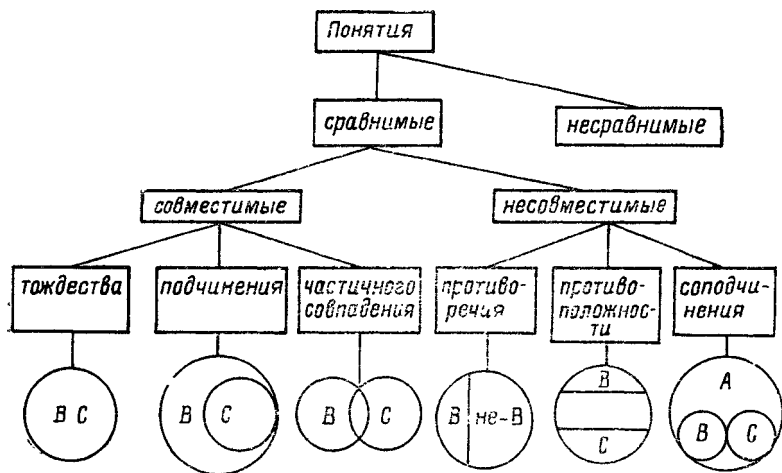 Понятия
сравнимые
несравнимые
совместимые
несовместимые
тождества
подчинения
частичного
совпадения
противо-
речия
противо-
положнос-
ти
соподчи-
нения
В С
В С
В С
В не-В
В
С
А
В С